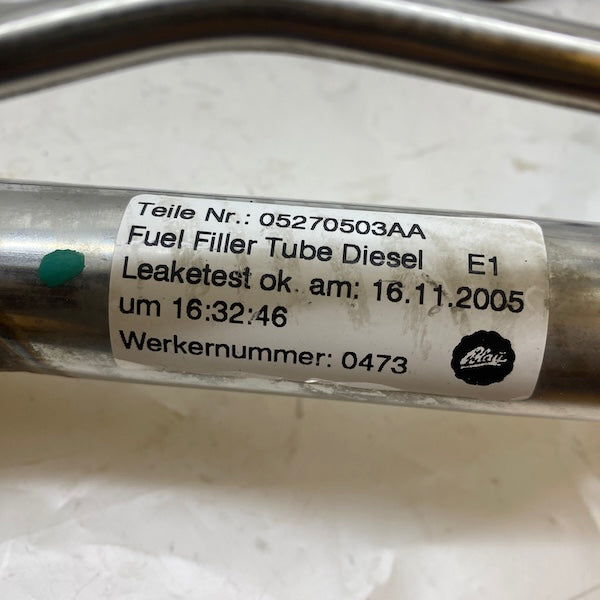 Teile Nr.: 05270503AA
Fuel Filler Tube Diesel E1
Leaketest ok. am: 16.11.2005
um 16:32:46
Werkernummer: 0473
Blau